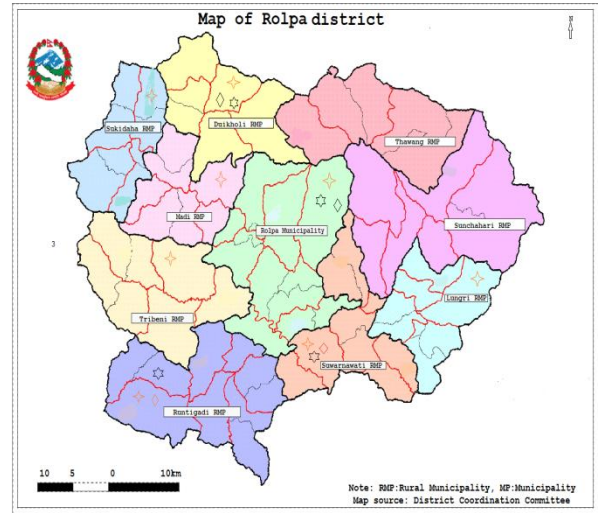 Map of Rolpa district
N
Duikholi RMP
Sukidaha RMP
Thawang RMP
Madi RMP
Rolpa Municipality
Sunchahari RMP
3
Lungri RMP
Tribeni RMP
Suwarnawati RMP
Runtigadi RMP
10 5 0 10km
Note: RMP:Rural Municipality, MP:Municipality
Map source: District Coordination Committee